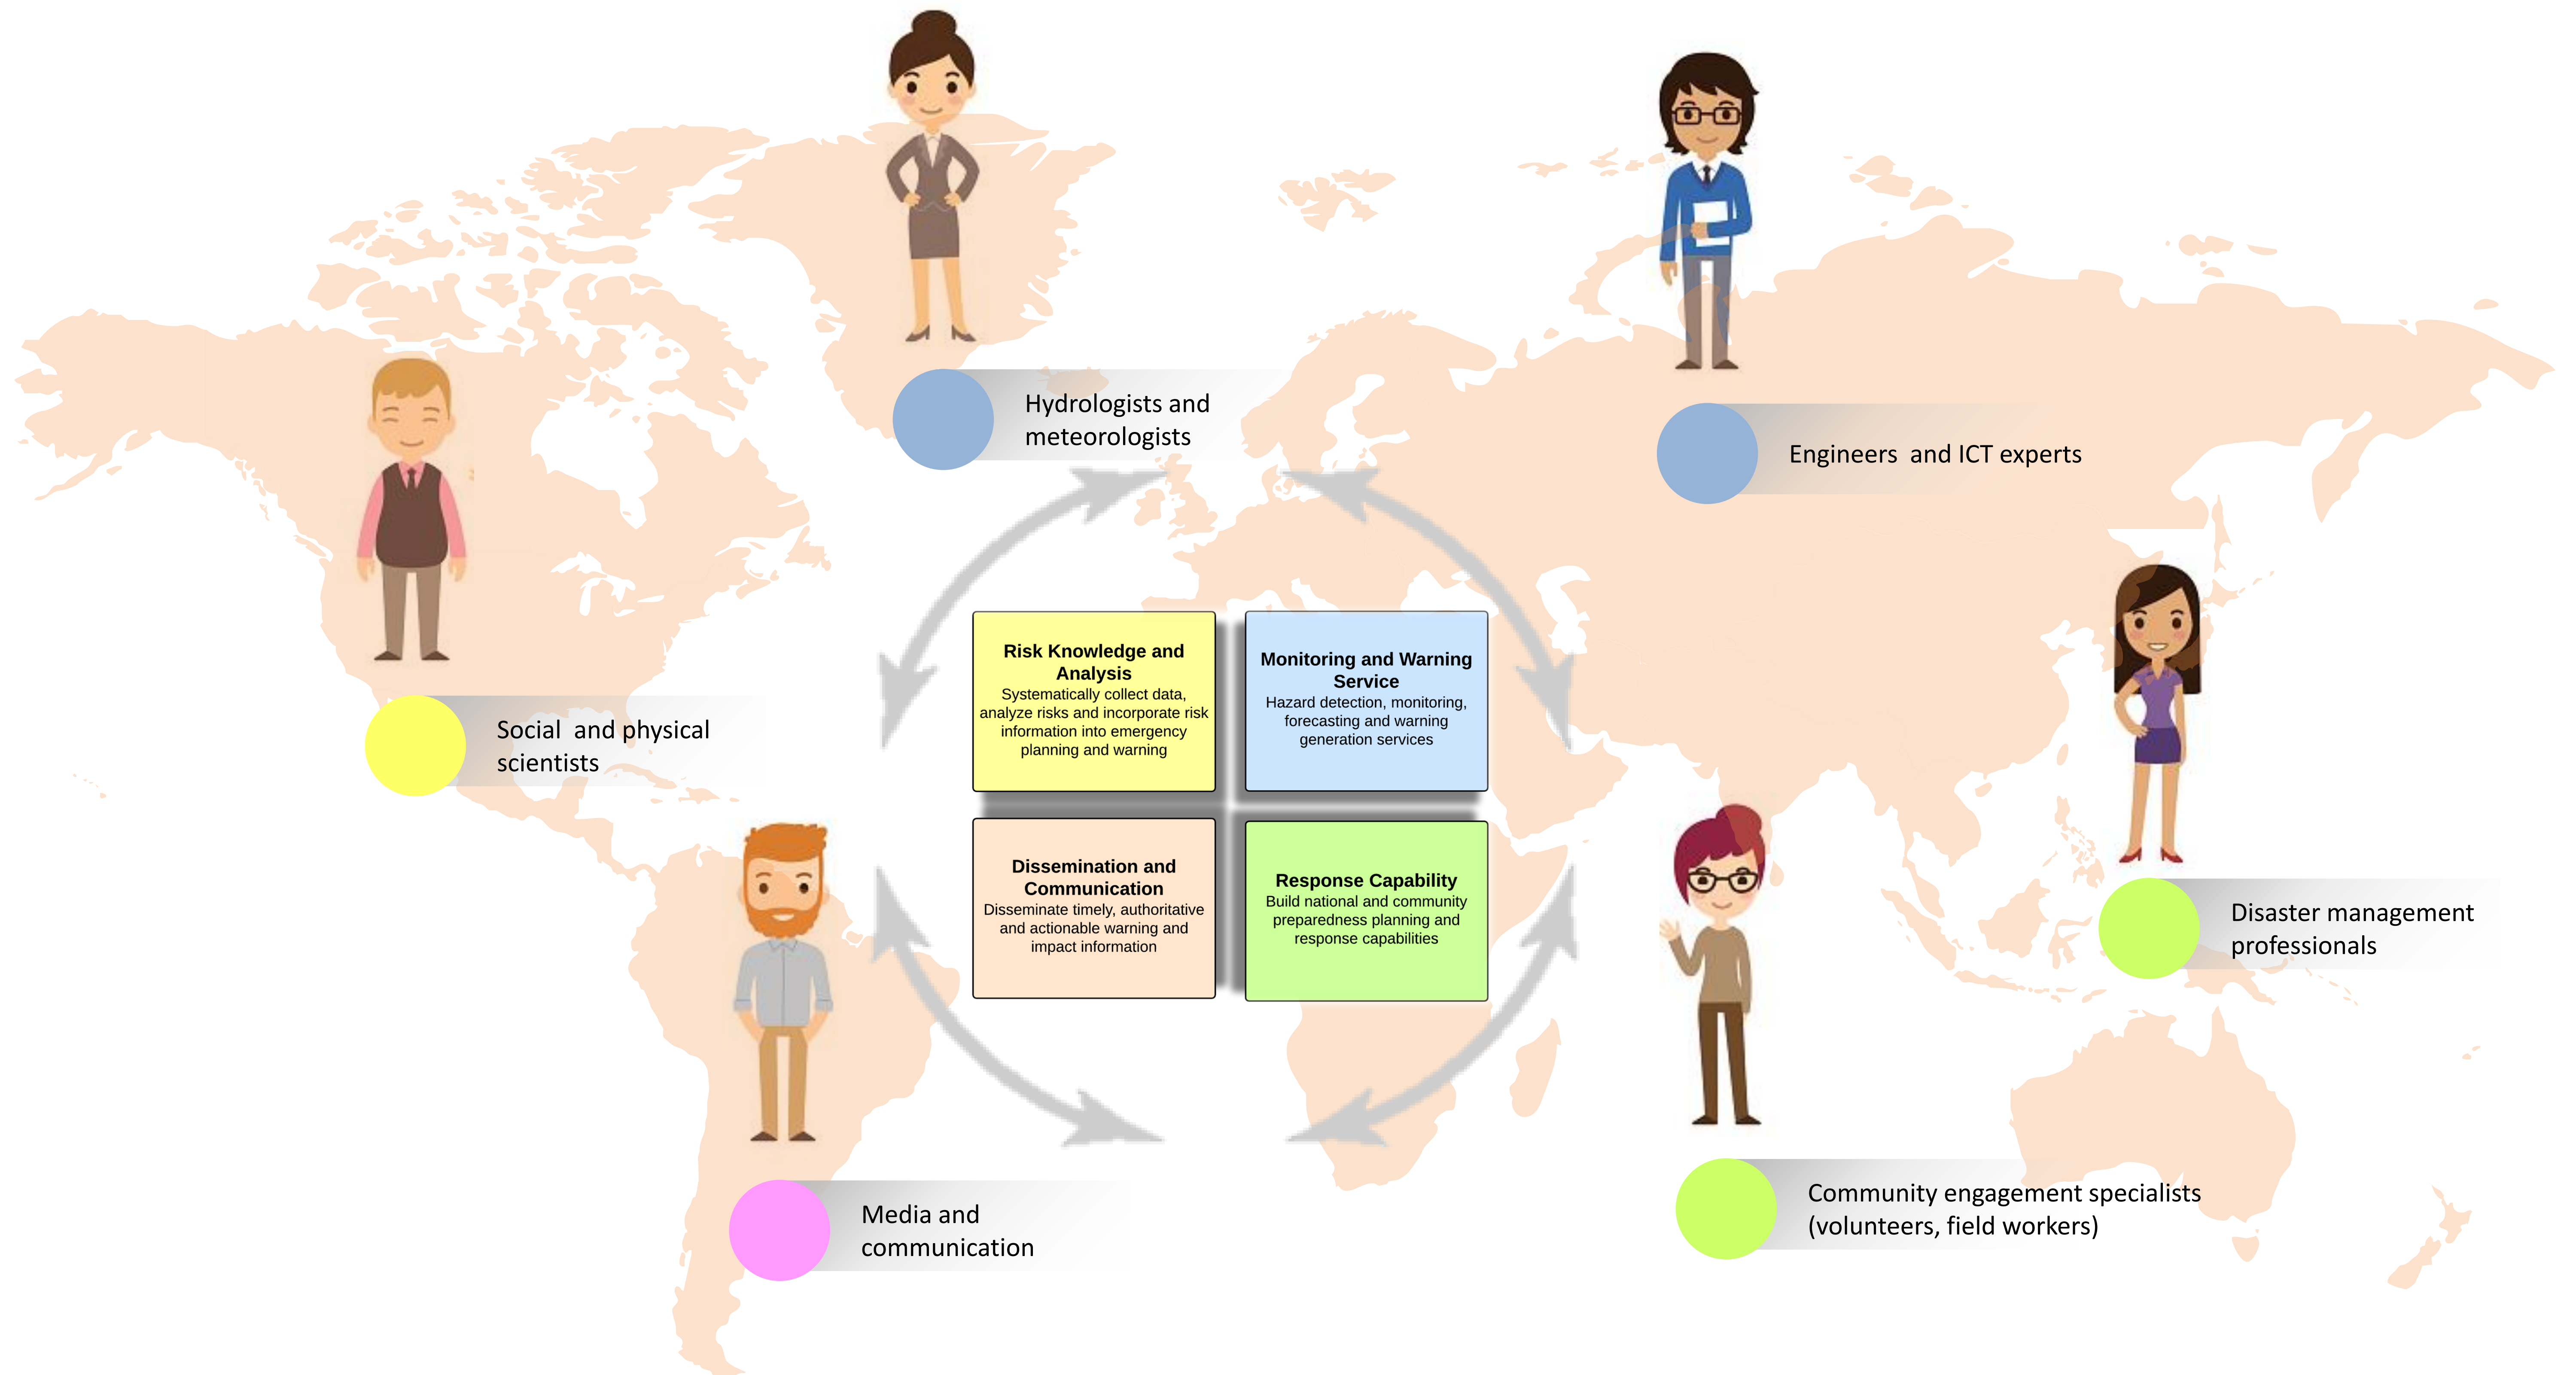 Hydrologists and
meteorologists
Engineers and ICT experts
Social and physical
scientists
Risk Knowledge and
Analysis
Systematically collect data,
analyze risks and incorporate risk
information into emergency
planning and warning
Monitoring and Warning
Service
Hazard detection, monitoring,
forecasting and warning
generation services
Dissemination and
Communication
Disseminate timely, authoritative
and actionable warning and
impact information
Response Capability
Build national and community
preparedness planning and
response capabilities
Disaster management
professionals
Media and
communication
Community engagement specialists
(volunteers, field workers)